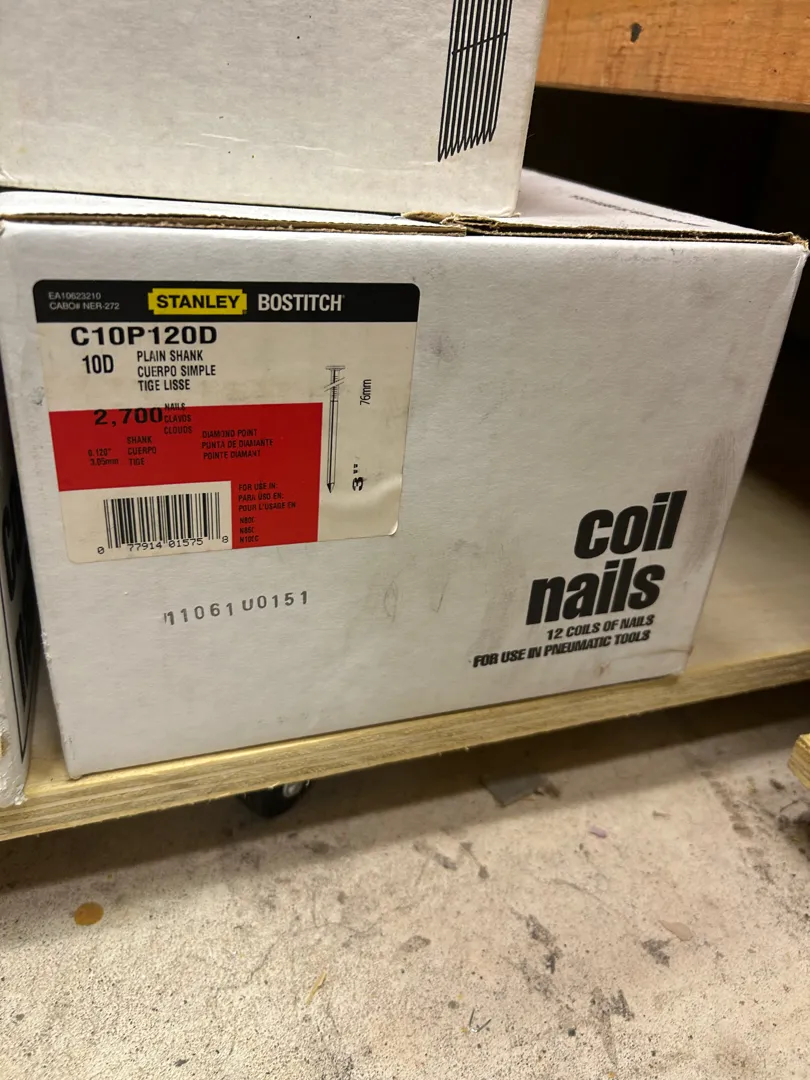 EA10623210
CABO# NER-272
STANLEY BOSTITCH
C10P120D
10D
PLAIN SHANK
CUERPO SIMPLE
TIGE LISSE
2,700
NAILS
CLAVOS
CLOUDS
0.120"
3.05mm
SHANK
CUERPO
TIGE
DIAMOND POINT
PUNTA DE DIAMANTE
POINTE DIAMANT
76mm
3"
FOR USE IN:
PARA USO EN:
POUR L'USAGE EN
0 77914 01575 8
11061U0151
coil
nails
12 COILS OF NAILS
FOR USE IN PNEUMATIC TOOLS